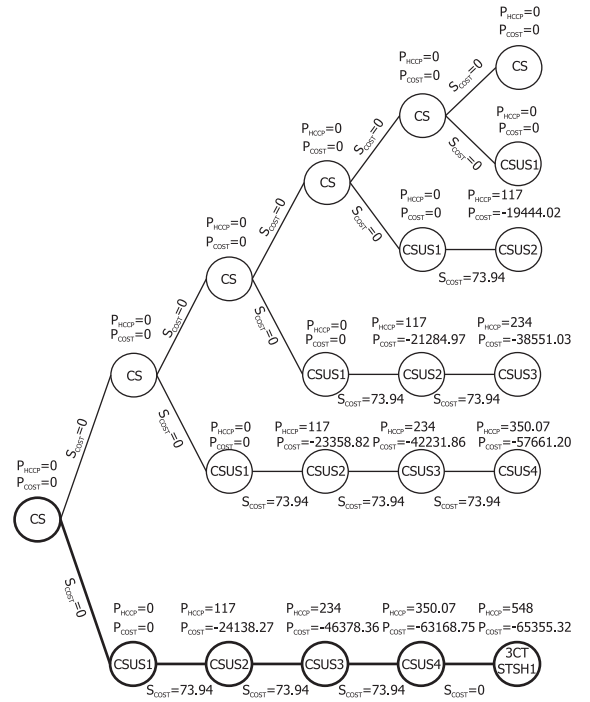 P_HCCP=0
P_COST=0
CS
S_COST=0
P_HCCP=0
P_COST=0
CS
S_COST=0
P_HCCP=0
P_COST=0
CSUS1
S_COST=0
P_HCCP=0
P_COST=0
CS
S_COST=0
P_HCCP=0
P_COST=0
CSUS1
P_HCCP=117
P_COST=-19444.02
CSUS2
S_COST=73.94
S_COST=0
P_HCCP=0
P_COST=0
CS
S_COST=0
P_HCCP=0
P_COST=0
CSUS1
P_HCCP=117
P_COST=-21284.97
CSUS2
P_HCCP=234
P_COST=-38551.03
CSUS3
S_COST=73.94
S_COST=73.94
S_COST=0
P_HCCP=0
P_COST=0
CS
S_COST=0
P_HCCP=0
P_COST=0
CSUS1
P_HCCP=117
P_COST=-23358.82
CSUS2
P_HCCP=234
P_COST=-42231.86
CSUS3
P_HCCP=350.07
P_COST=-57661.20
CSUS4
S_COST=73.94
S_COST=73.94
S_COST=73.94
S_COST=0
P_HCCP=0
P_COST=0
CS
S_COST=0
P_HCCP=0
P_COST=0
CSUS1
P_HCCP=117
P_COST=-24138.27
CSUS2
P_HCCP=234
P_COST=-46378.36
CSUS3
P_HCCP=350.07
P_COST=-63168.75
CSUS4
P_HCCP=548
P_COST=-65355.32
3CT
STSH1
S_COST=73.94
S_COST=73.94
S_COST=73.94
S_COST=0